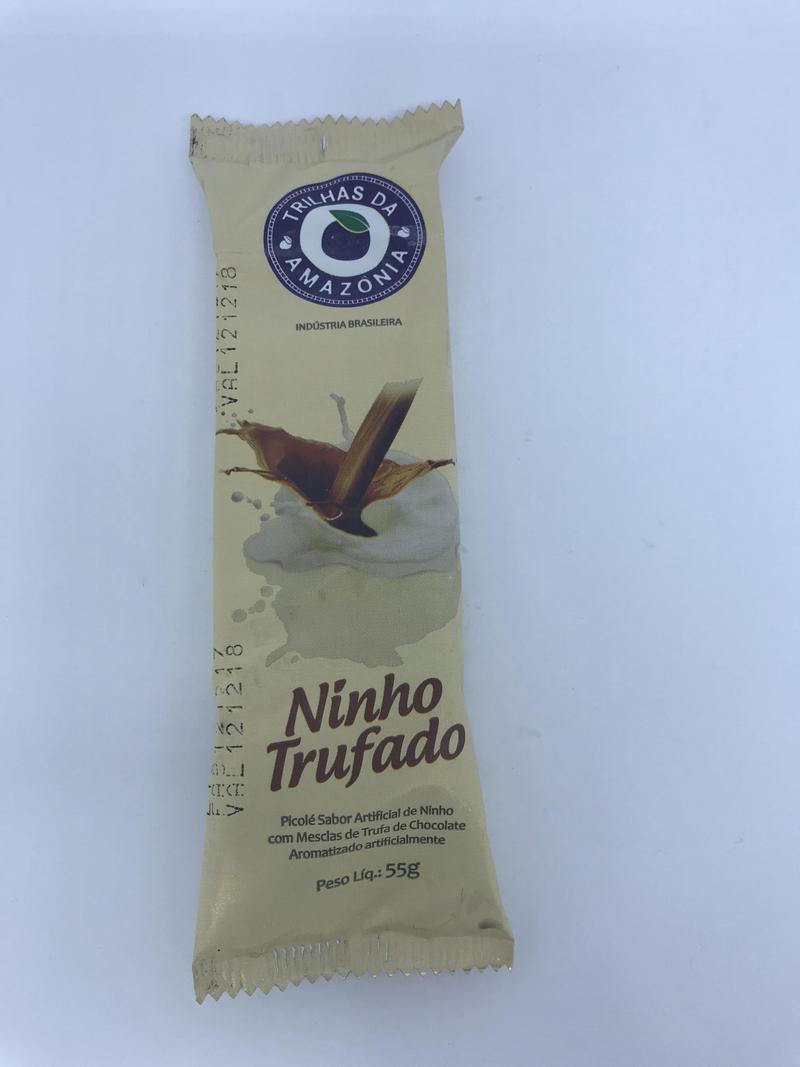 TRILHAS DA
AMAZÔNIA
INDÚSTRIA BRASILEIRA
VAL121218
VAL121218
Ninho
Trufado
Picolé Sabor Artificial de Ninho
com Mesclas de Trufa de Chocolate
Aromatizado artificialmente
Peso Líq.: 55g